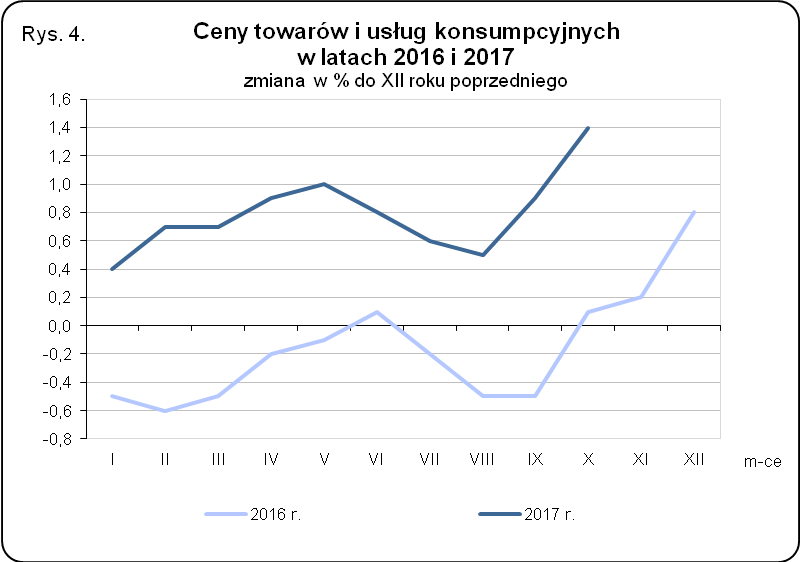 Rys. 4.
Ceny towarów i usług konsumpcyjnych
w latach 2016 i 2017
zmiana w % do XII roku poprzedniego
1,6
1,4
1,2
1,0
0,8
0,6
0,4
0,2
0,0
-0,2
-0,4
-0,6
-0,8
I II III IV V VI VII VIII IX X XI XII m-ce
2016 r. 2017 r.